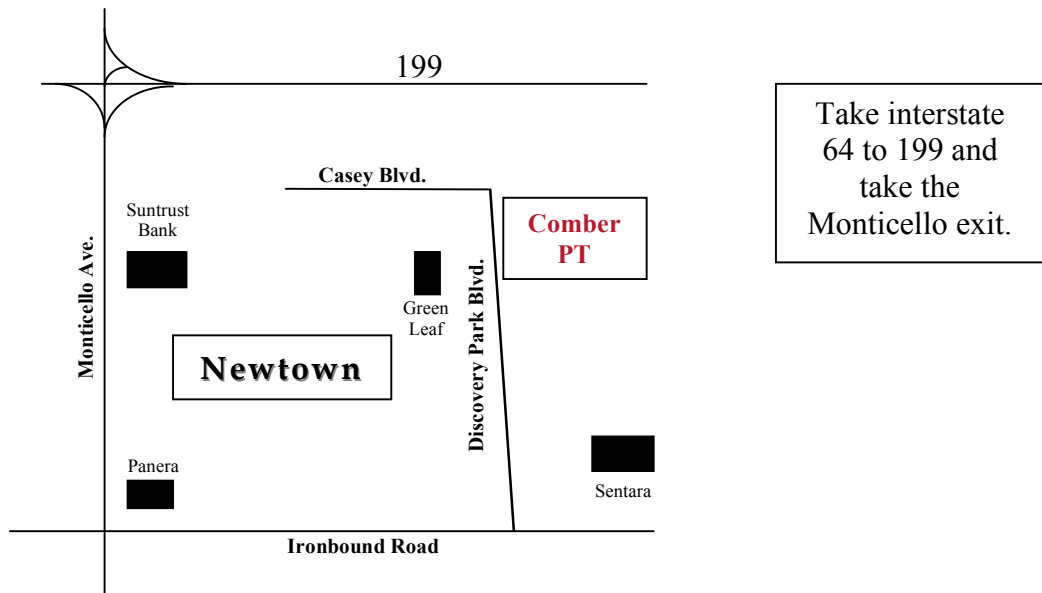 199
Take interstate
64 to 199 and
take the
Monticello exit.
Casey Blvd.
Suntrust
Bank
Comber
PT
Monticello Ave.
Green
Leaf
Discovery Park Blvd.
Newtown
Panera
Sentara
Ironbound Road